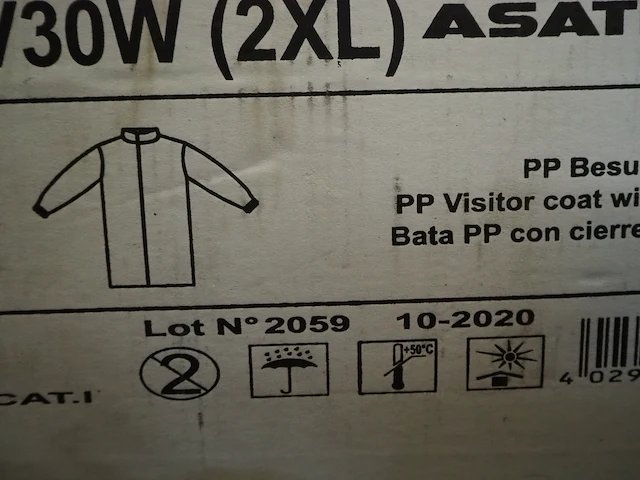 /30W (2XL) ASAT
PP Besu
PP Visitor coat wi
Bata PP con cierre
Lot N° 2059 10-2020
2 +50°C
CAT.I
4 029